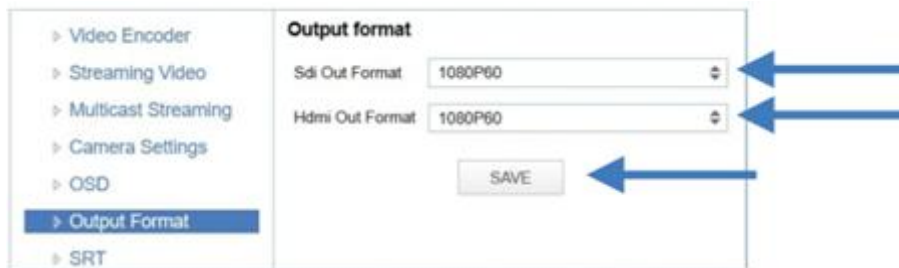 Video Encoder
Streaming Video
Multicast Streaming
Camera Settings
OSD
Output Format
SRT
Output format
Sdi Out Format 1080P60
Hdmi Out Format 1080P60
SAVE